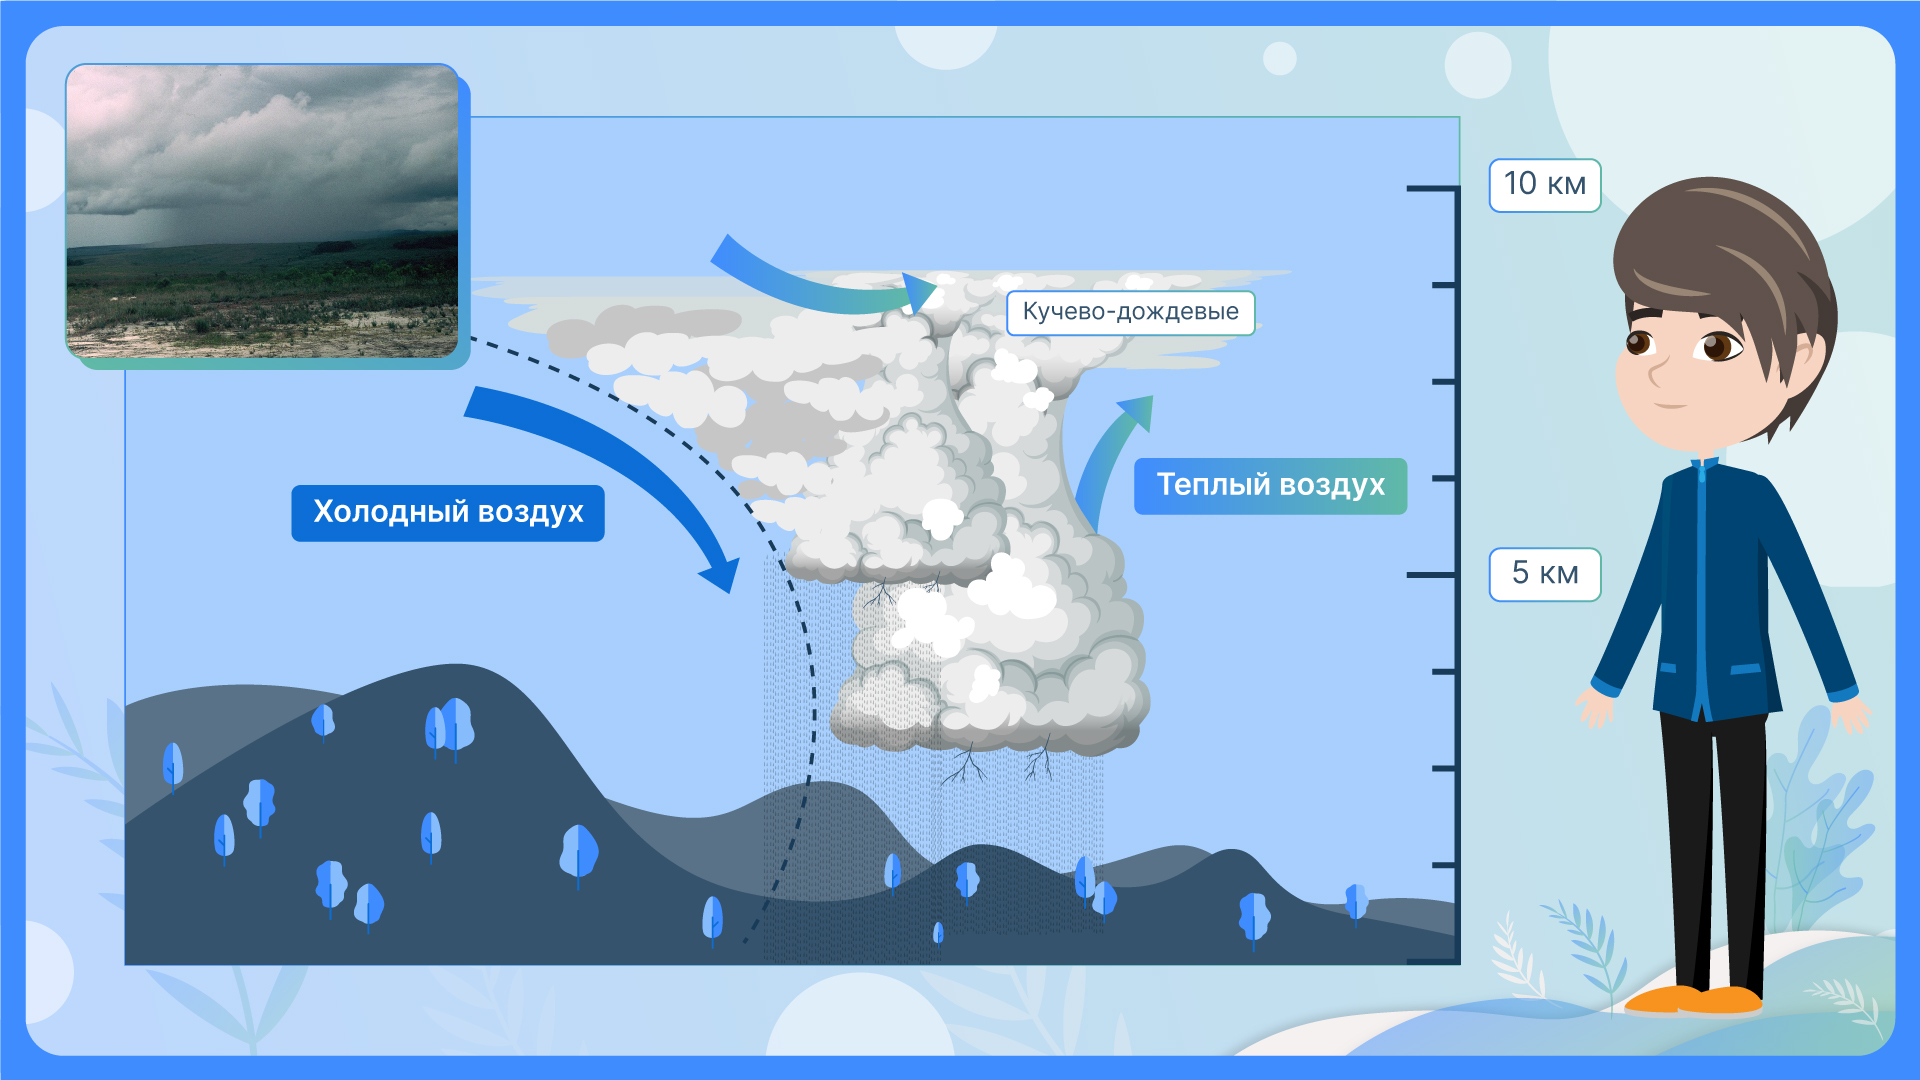 10 км
Кучево-дождевые
Теплый воздух
Холодный воздух
5 км